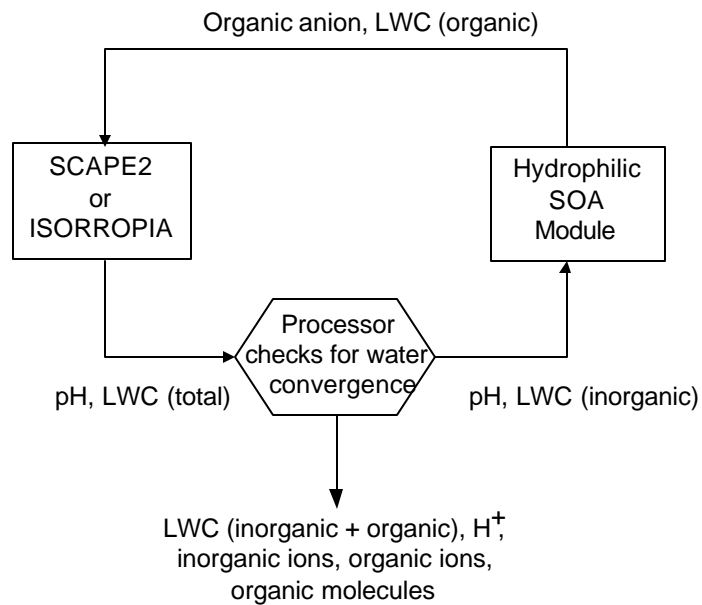 Organic anion, LWC (organic)
SCAPE2
or
ISORROPIA
Hydrophilic
SOA
Module
Processor
checks for water
convergence
pH, LWC (total)
pH, LWC (inorganic)
LWC (inorganic + organic), H⁺,
inorganic ions, organic ions,
organic molecules